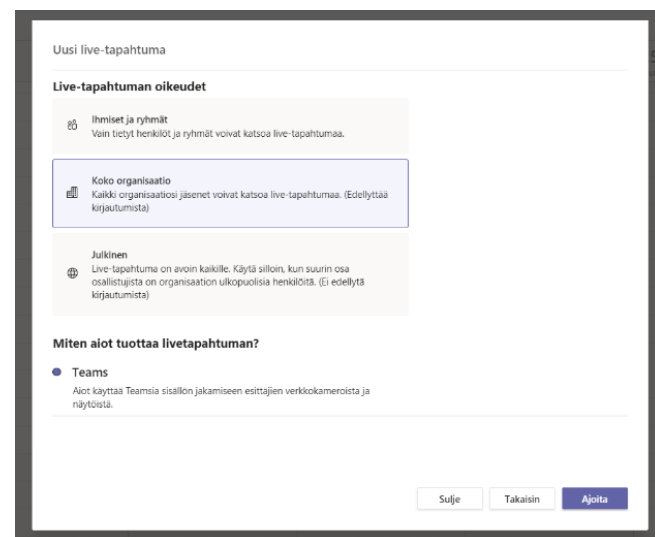 Uusi live-tapahtuma
Live-tapahtuman oikeudet
Ihmiset ja ryhmät
Vain tietyt henkilöt ja ryhmät voivat katsoa live-tapahtumaa.
Koko organisaatio
Kaikki organisaatiosi jäsenet voivat katsoa live-tapahtumaa. (Edellyttää
kirjautumista)
Julkinen
Live-tapahtuma on avoin kaikille. Käytä silloin, kun suurin osa
osallistujista on organisaation ulkopuolisia henkilöitä. (Ei edellytä
kirjautumista)
Miten aiot tuottaa livetapahtuman?
Teams
Aiot käyttää Teamsia sisällön jakamiseen esittäjien verkkokameroista ja
näytöistä.
Sulje
Takaisin
Ajoita